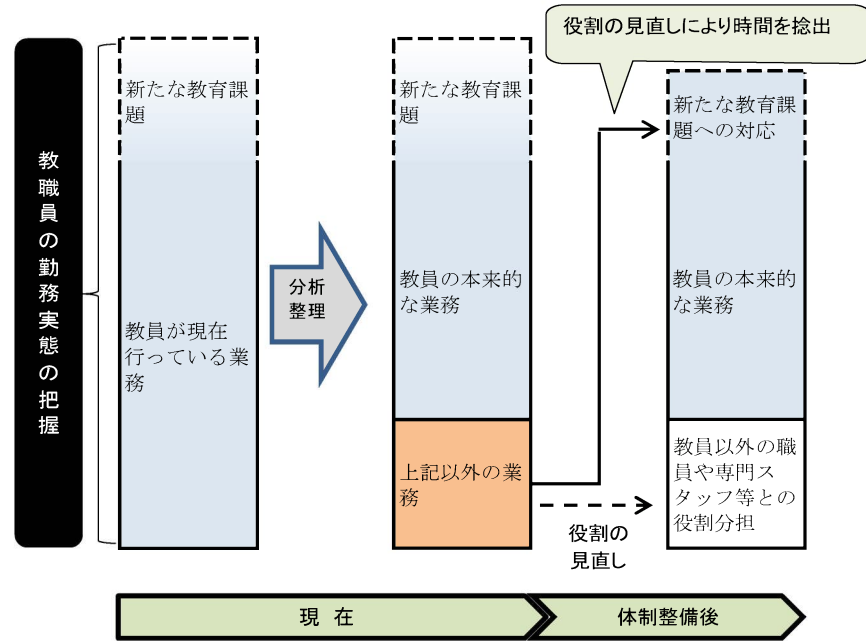 役割の見直しにより時間を捻出
教職員の勤務実態の把握
新たな教育課
題
教員が現在
行っている業
務
分析
整理
新たな教育課
題
教員の本来的
な業務
上記以外の業
務
役割の
見直し
新たな教育課
題への対応
教員の本来的
な業務
教員以外の職
員や専門ス
タッフ等との
役割分担
現 在
体制整備後